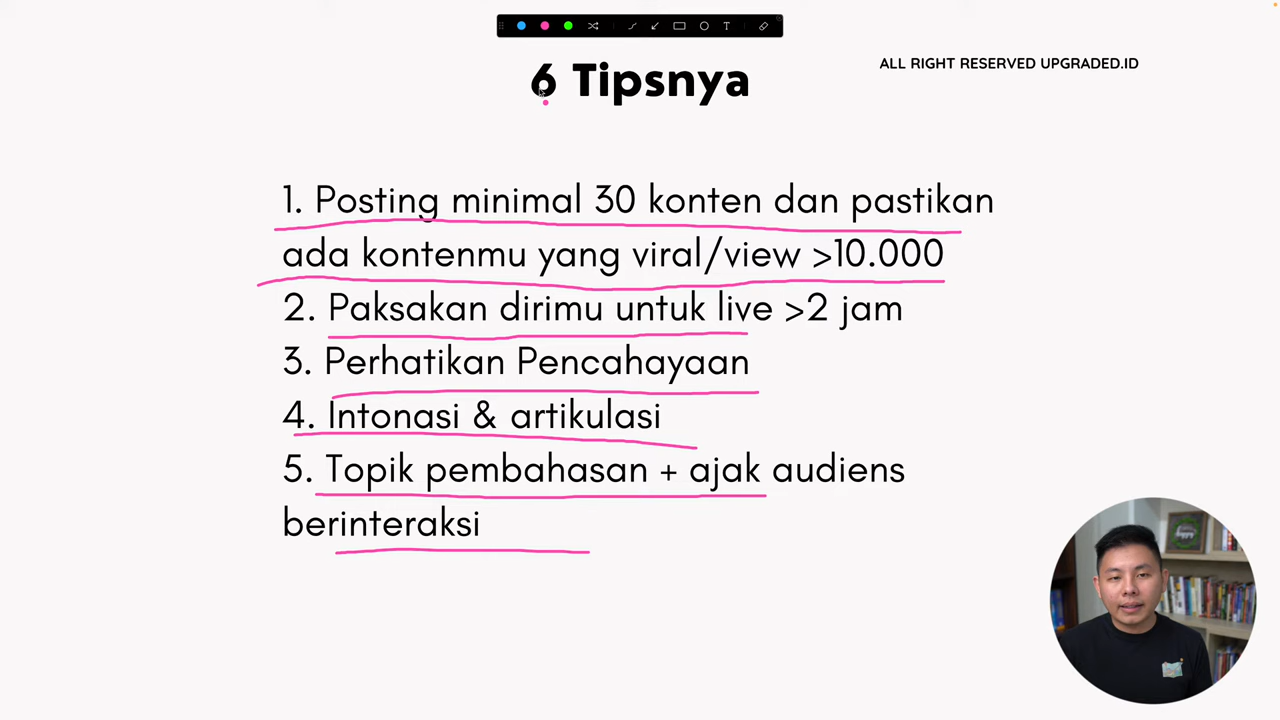 6 Tipsnya
ALL RIGHT RESERVED UPGRADED.ID
1. Posting minimal 30 konten dan pastikan
ada kontenmu yang viral/view >10.000
2. Paksakan dirimu untuk live >2 jam
3. Perhatikan Pencahayaan
4. Intonasi & artikulasi
5. Topik pembahasan + ajak audiens
berinteraksi